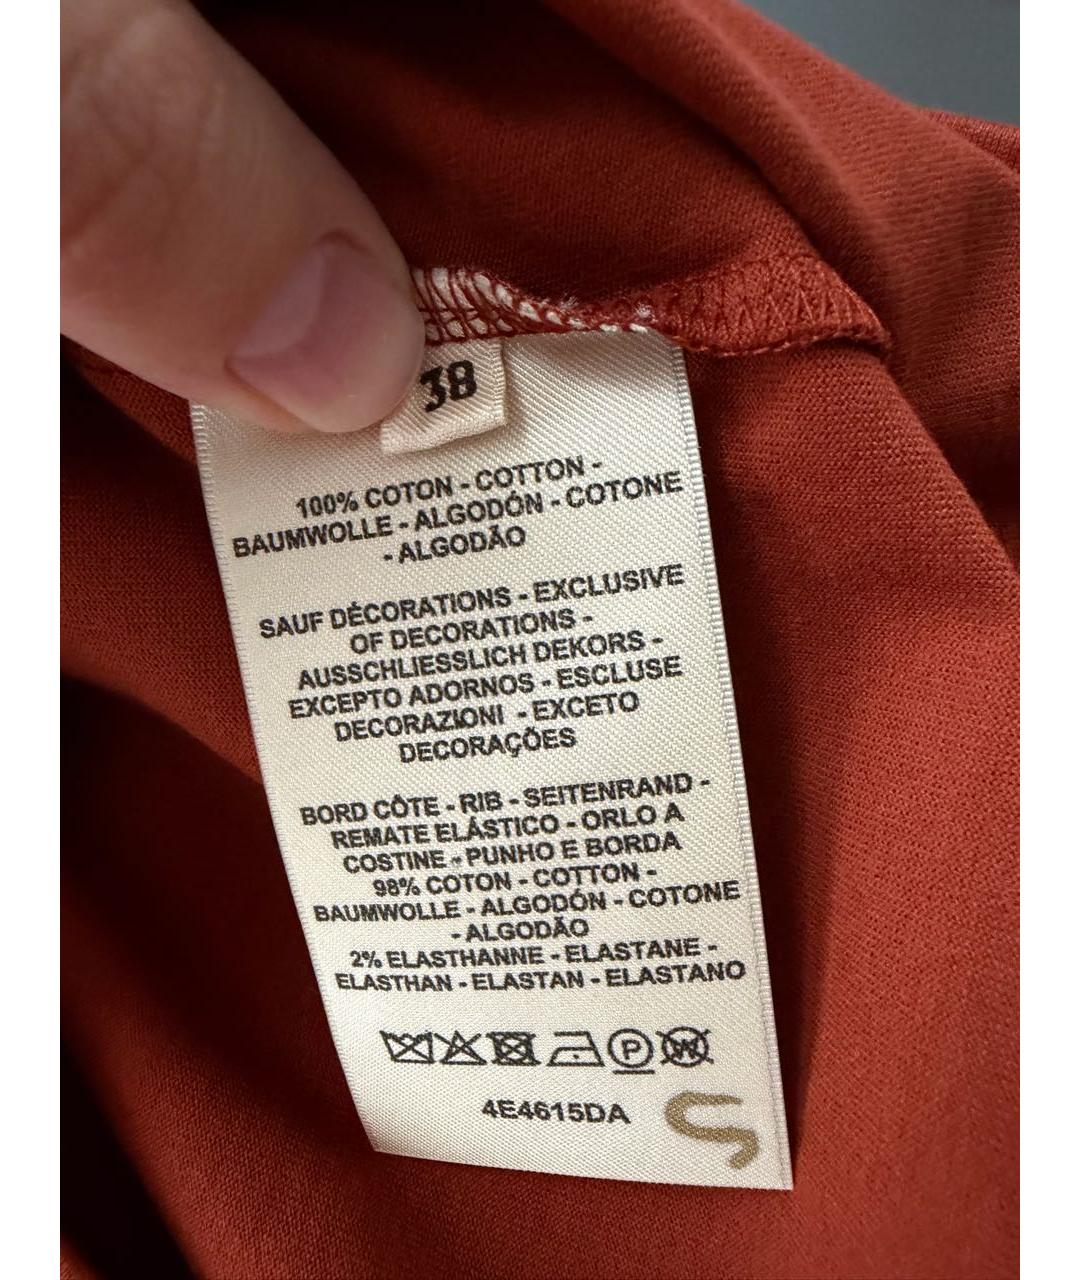 38
100% COTON - COTTON -
BAUMWOLLE - ALGODÓN - COTONE
- ALGODÃO
SAUF DÉCORATIONS - EXCLUSIVE
OF DECORATIONS -
AUSSCHLIESSLICH DEKORS -
EXCEPTO ADORNOS - ESCLUSE
DECORAZIONI - EXCETO
DECORAÇÕES
BORD CÔTE - RIB - SEITENRAND -
REMATE ELÁSTICO - ORLO A
COSTINE - PUNHO E BORDA
98% COTON - COTTON -
BAUMWOLLE - ALGODÓN - COTONE
- ALGODÃO
2% ELASTHANNE - ELASTANE -
ELASTHAN - ELASTAN - ELASTANO
P W
4E4615DA